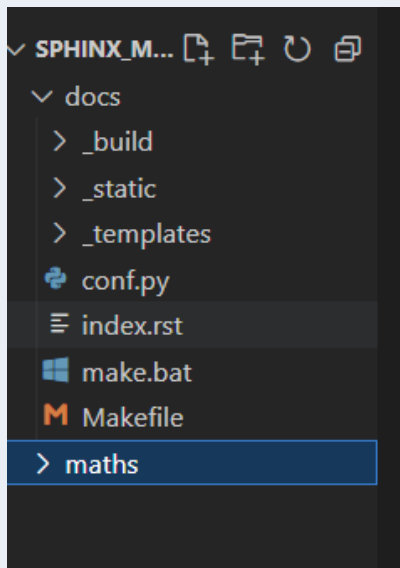 SPHINX_M...
docs
_build
_static
_templates
conf.py
index.rst
make.bat
Makefile
maths